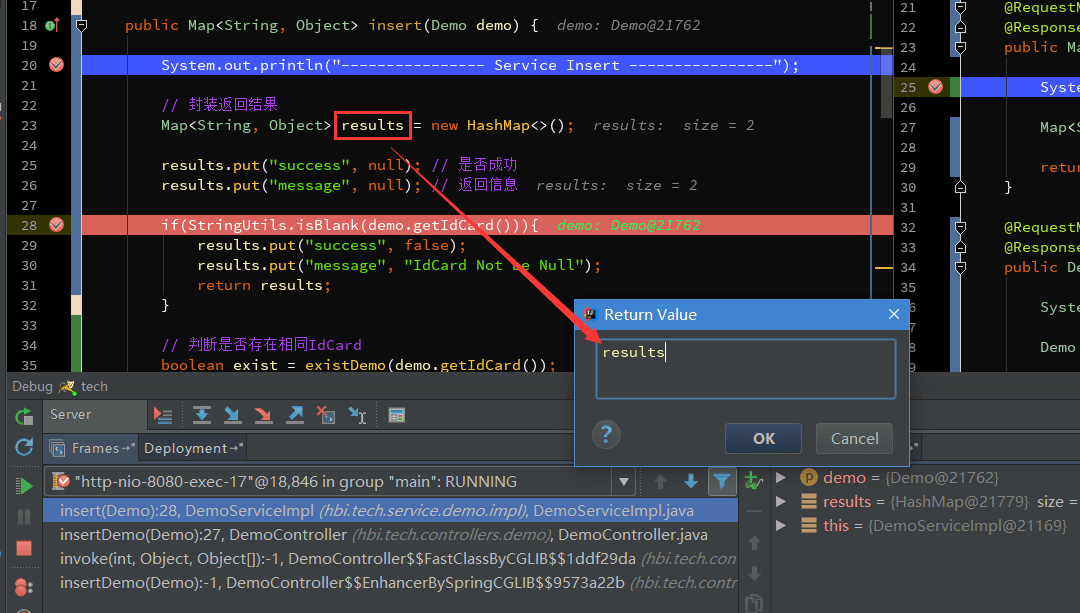 17
18 public Map<String, Object> insert(Demo demo) { demo: Demo@21762
19
20 System.out.println("---------------- Service Insert ----------------");
21
22 // 封装返回结果
23 Map<String, Object> results = new HashMap<>(); results: size = 2
24
25 results.put("success", null); // 是否成功
26 results.put("message", null); // 返回信息 results: size = 2
27
28 if(StringUtils.isBlank(demo.getIdCard())){ demo: Demo@21762
29 results.put("success", false);
30 results.put("message", "IdCard Not be Null");
31 return results;
32 }
33
34 // 判断是否存在相同IdCard
35 boolean exist = existDemo(demo.getIdCard());
21 @RequestM
22 @Respons
23 public Ma
24
25 Syste
26
27 Map<S
28
29 retur
30 }
31
32 @RequestM
33 @Respons
34 public De
35
Syste
Demo
Return Value
results
OK
Cancel
Debug tech
Server
Frames
Deployment
"http-nio-8080-exec-17"@18,846 in group "main": RUNNING
insert(Demo):28, DemoServiceImpl (hbi.tech.service.demo.impl), DemoServiceImpl.java
insertDemo(Demo):27, DemoController (hbi.tech.controllers.demo), DemoController.java
invoke(int, Object, Object[]):-1, DemoController$$FastClassByCGLIB$$1ddf29da (hbi.tech.con
insertDemo(Demo):-1, DemoController$$EnhancerBySpringCGLIB$$9573a22b (hbi.tech.contr
demo = {Demo@21762}
results = {HashMap@21779} size =
this = {DemoServiceImpl@21169}